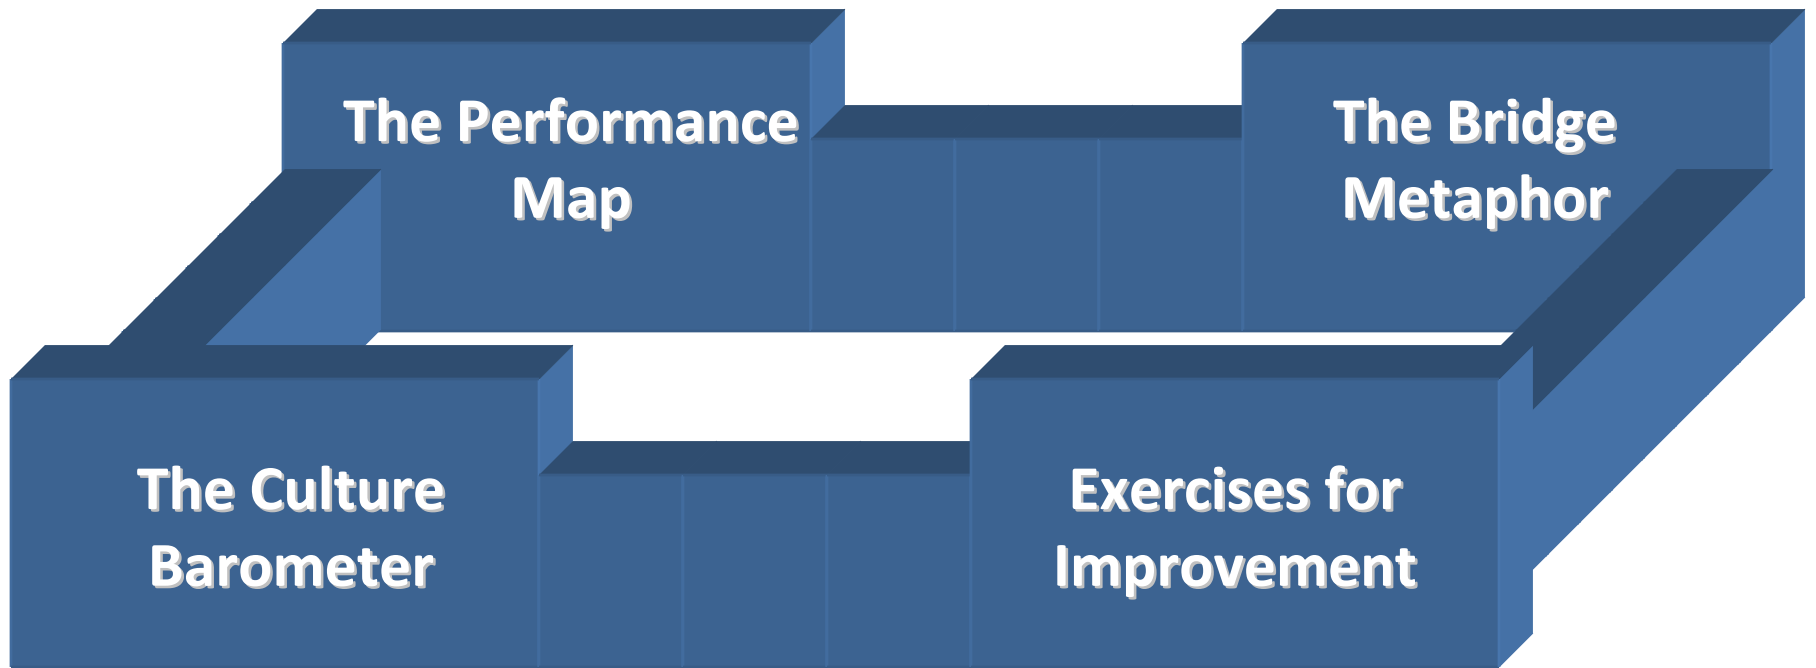 The Performance
Map
The Bridge
Metaphor
The Culture
Barometer
Exercises for
Improvement